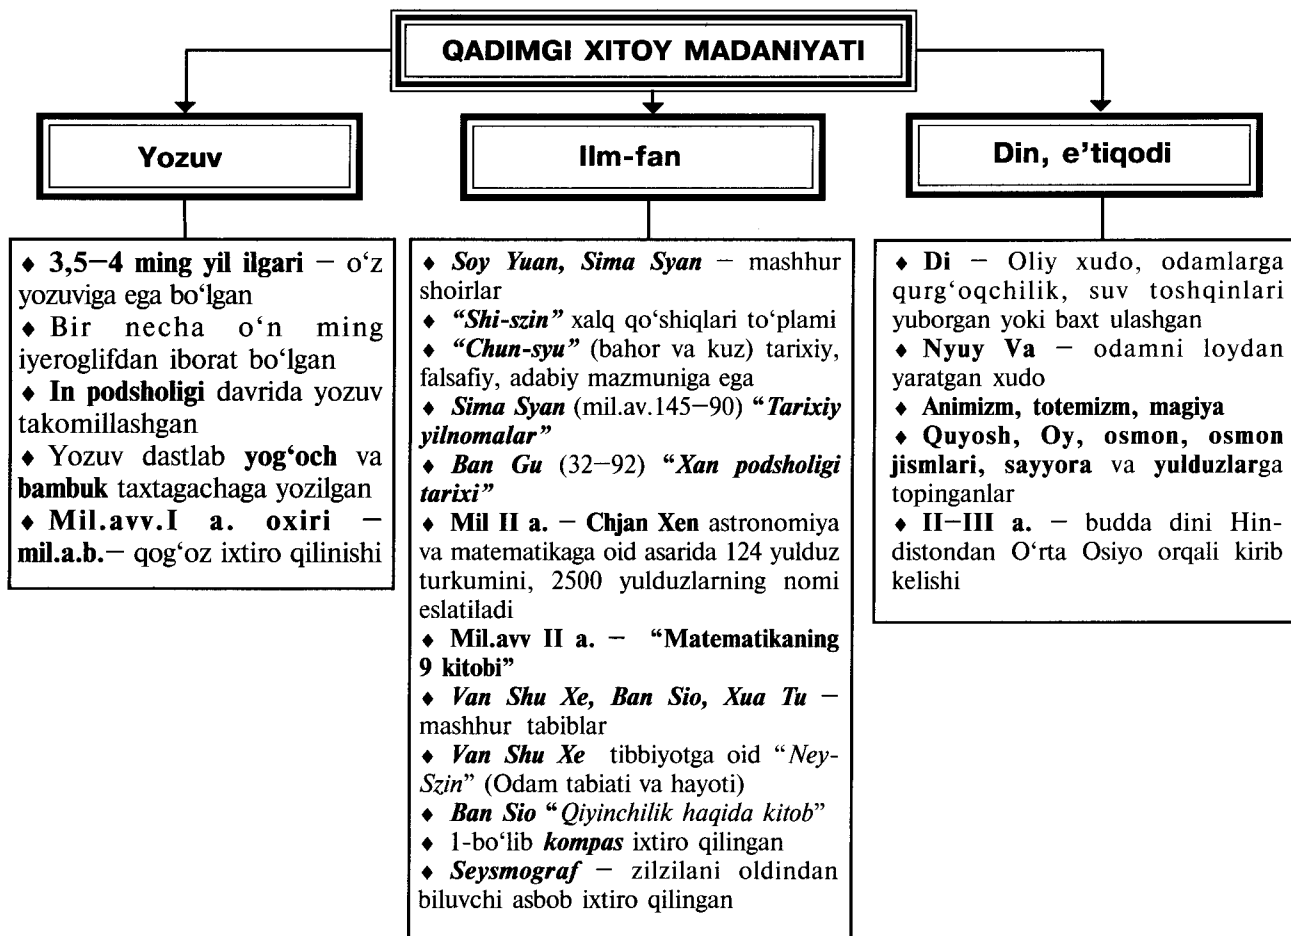 QADIMGI XITOY MADANIYATI
Yozuv
♦ 3,5−4 ming yil ilgari − o‘z
yozuviga ega bo‘lgan
♦ Bir necha o‘n ming
iyeroglifdan iborat bo‘lgan
♦ In podsholigi davrida yozuv
takomillashgan
♦ Yozuv dastlab yog‘och va
bambuk taxtagachaga yozilgan
♦ Mil.avv.I a. oxiri −
mil.a.b.− qog‘oz ixtiro qilinishi
Ilm-fan
♦ Soy Yuan, Sima Syan − mashhur
shoirlar
♦ “Shi-szin” xalq qo‘shiqlari to‘plami
♦ “Chun-syu” (bahor va kuz) tarixiy,
falsafiy, adabiy mazmuniga ega
♦ Sima Syan (mil.av.145−90) “Tarixiy
yilnomalar”
♦ Ban Gu (32−92) “Xan podsholigi
tarixi”
♦ Mil II a. − Chjan Xen astronomiya
va matematikaga oid asarida 124 yulduz
turkumini, 2500 yulduzlarning nomi
eslatiladi
♦ Mil.avv II a. − “Matematikaning
9 kitobi”
♦ Van Shu Xe, Ban Sio, Xua Tu −
mashhur tabiblar
♦ Van Shu Xe tibbiyotga oid “Ney-
Szin” (Odam tabiati va hayoti)
♦ Ban Sio “Qiyinchilik haqida kitob”
♦ 1-bo‘lib kompas ixtiro qilingan
♦ Seysmograf − zilzilani oldindan
biluvchi asbob ixtiro qilingan
Din, e’tiqodi
♦ Di − Oliy xudo, odamlarga
qurg‘oqchilik, suv toshqinlari
yuborgan yoki baxt ulashgan
♦ Nyuy Va − odamni loydan
yaratgan xudo
♦ Animizm, totemizm, magiya
♦ Quyosh, Oy, osmon, osmon
jismlari, sayyora va yulduzlarga
topinganlar
♦ II−III a. − budda dini Hin-
distondan O‘rta Osiyo orqali kirib
kelishi